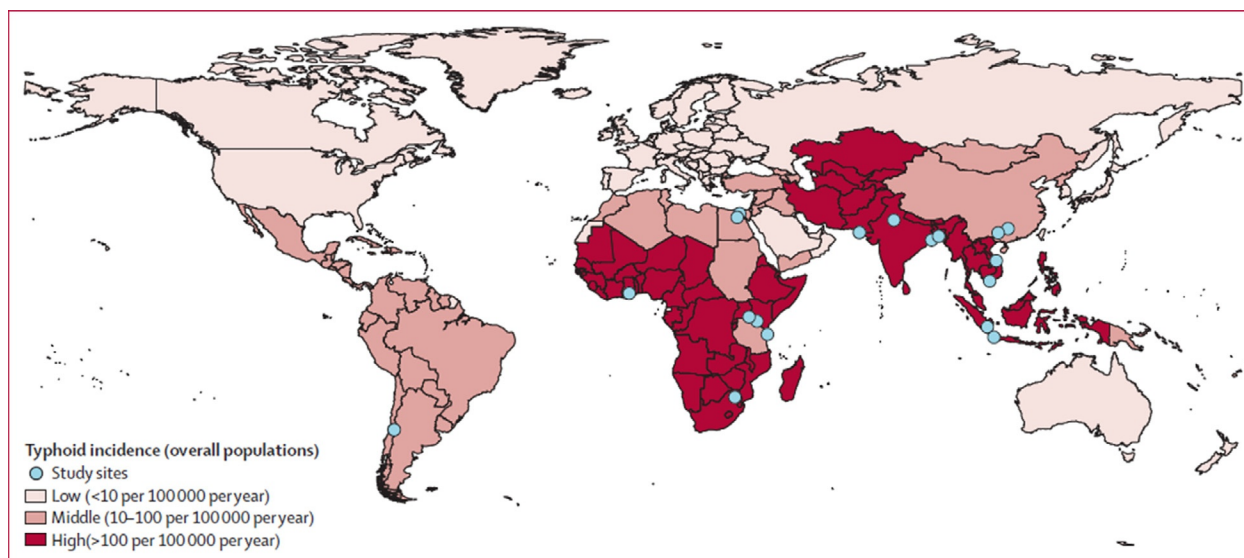 Typhoid incidence (overall populations)
Study sites
Low (<10 per 100 000 per year)
Middle (10–100 per 100 000 per year)
High(>100 per 100 000 per year)